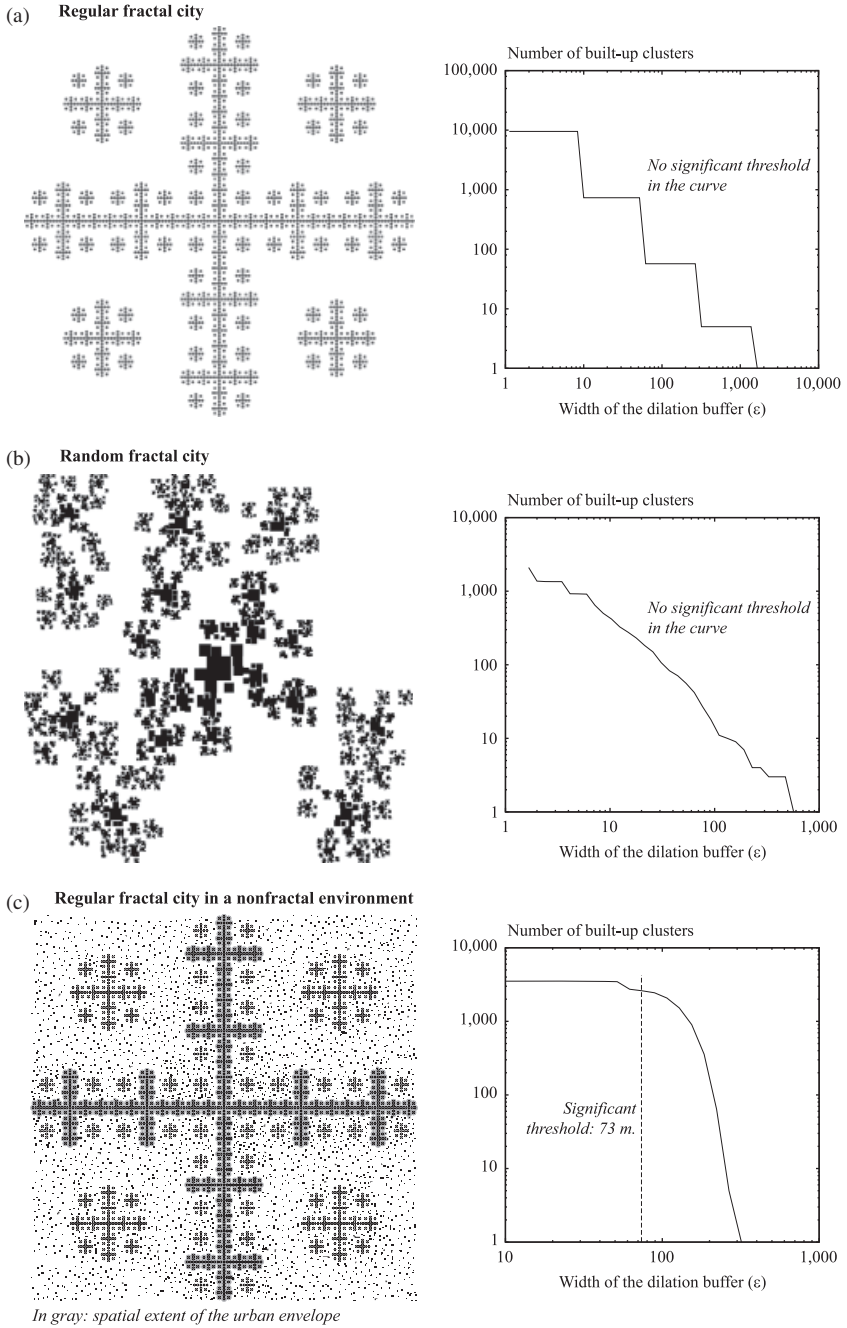 (a) Regular fractal city
Number of built-up clusters
100,000
10,000
1,000
100
10
1
No significant threshold
in the curve
1 10 100 1,000 10,000
Width of the dilation buffer (ε)
(b) Random fractal city
Number of built-up clusters
10,000
1,000
100
10
1
No significant threshold
in the curve
1 10 100 1,000
Width of the dilation buffer (ε)
(c) Regular fractal city in a nonfractal environment
Number of built-up clusters
10,000
1,000
100
10
1
Significant
threshold: 73 m.
10 100 1,000
Width of the dilation buffer (ε)
In gray: spatial extent of the urban envelope